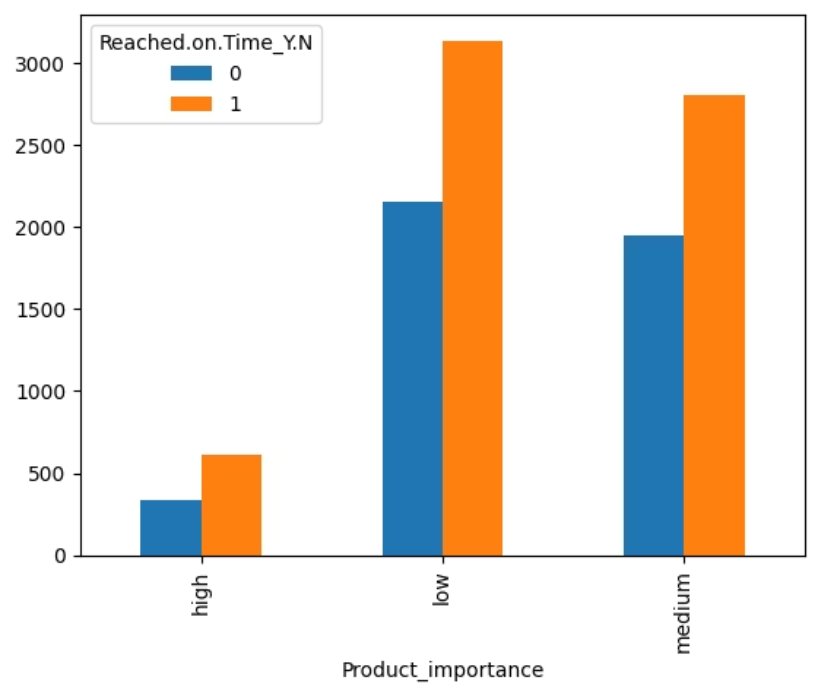 Reached.on.Time_Y.N
0
1
3000
2500
2000
1500
1000
500
0
high
low
medium
Product_importance